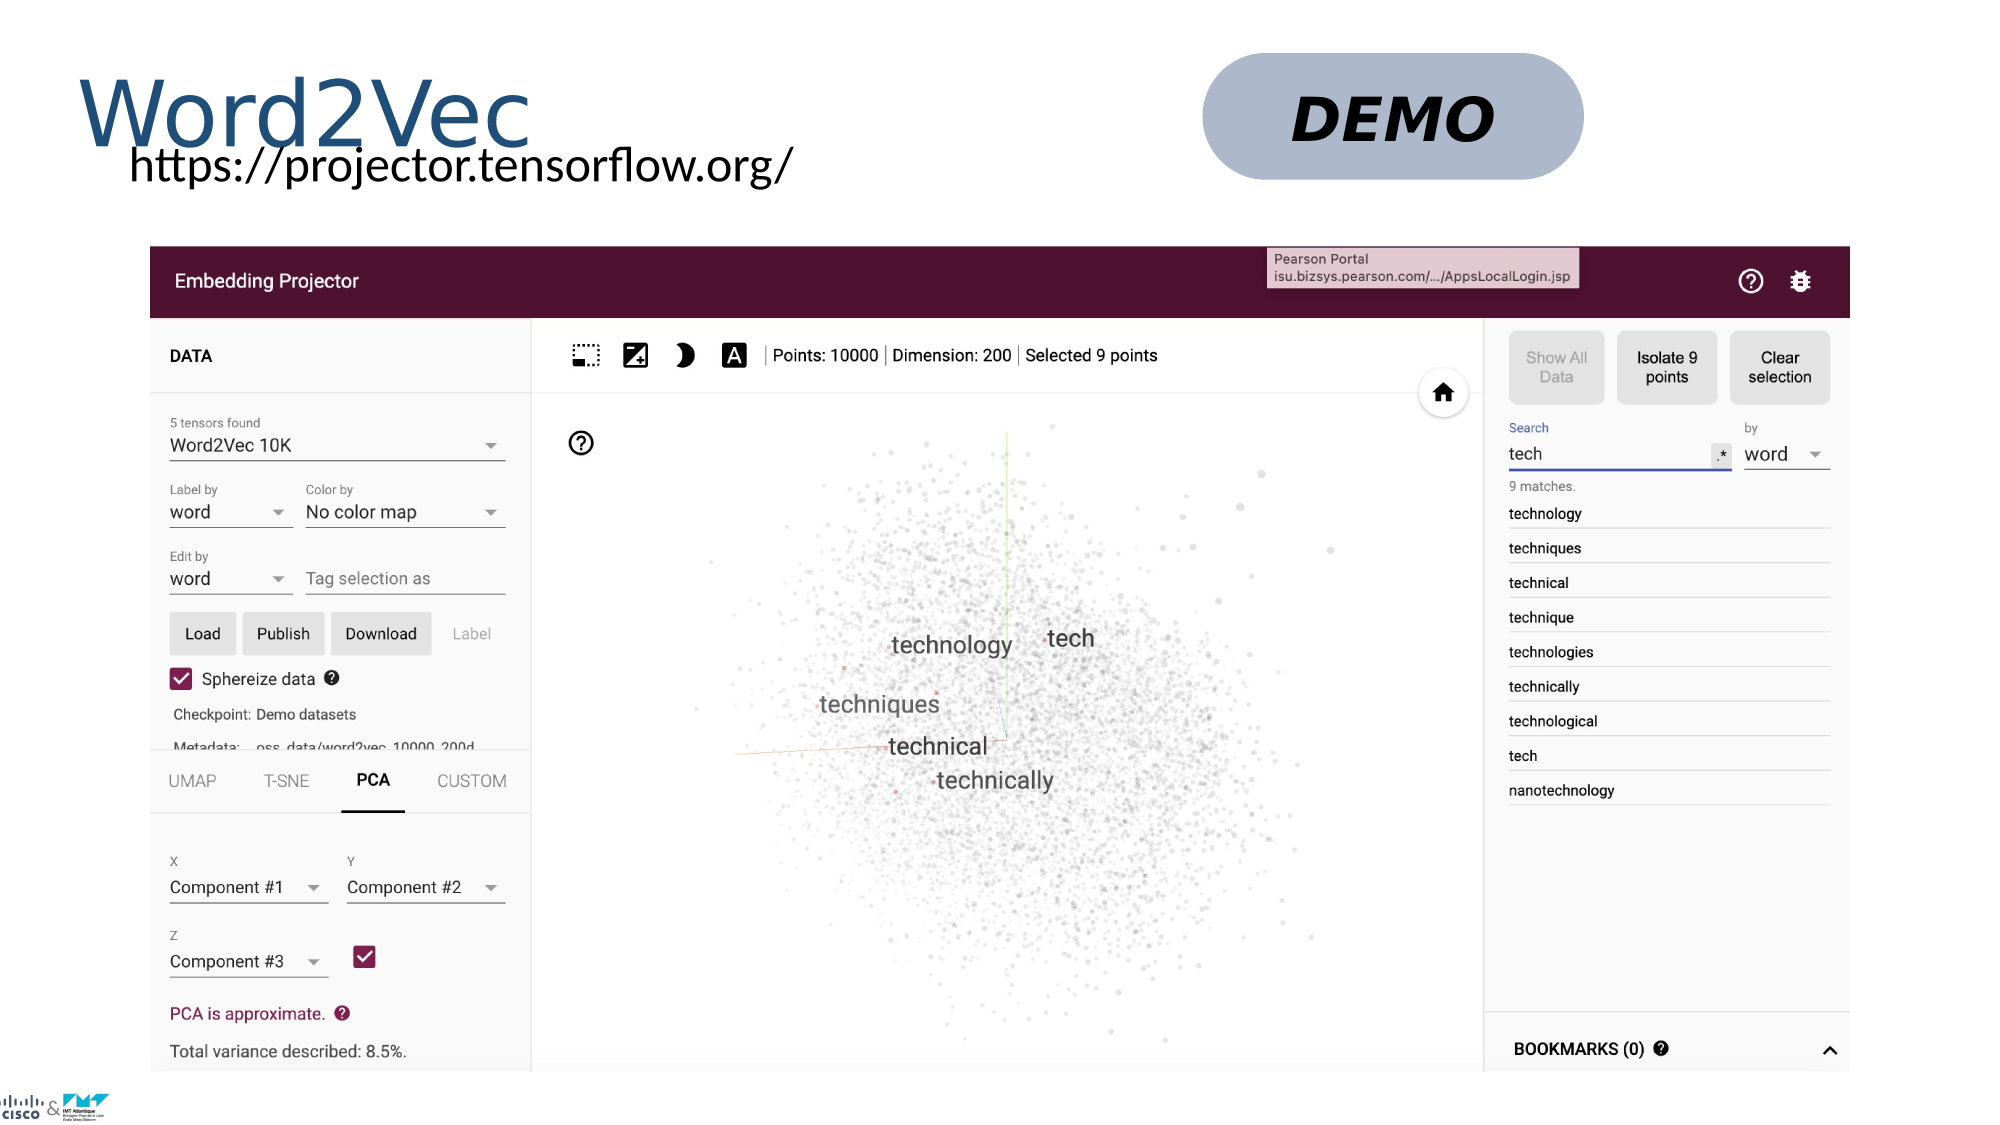 Word2Vec
https://projector.tensorflow.org/
DEMO
Embedding Projector
Pearson Portal
isu.bizsys.pearson.com/.../AppsLocalLogin.jsp
DATA
Points: 10000 | Dimension: 200 | Selected 9 points
5 tensors found
Word2Vec 10K
Label by
word
Color by
No color map
Edit by
word
Tag selection as
Load
Publish
Download
Label
Sphereize data
Checkpoint: Demo datasets
Metadata: oss_data/word2vec_10000_200d
UMAP
T-SNE
PCA
CUSTOM
X
Component #1
Y
Component #2
Z
Component #3
PCA is approximate.
Total variance described: 8.5%.
technology
tech
techniques
technical
technically
Show All
Data
Isolate 9
points
Clear
selection
Search
tech
.*
by
word
9 matches.
technology
techniques
technical
technique
technologies
technically
technological
tech
nanotechnology
BOOKMARKS (0)
CISCO
&
IMT Atlantique